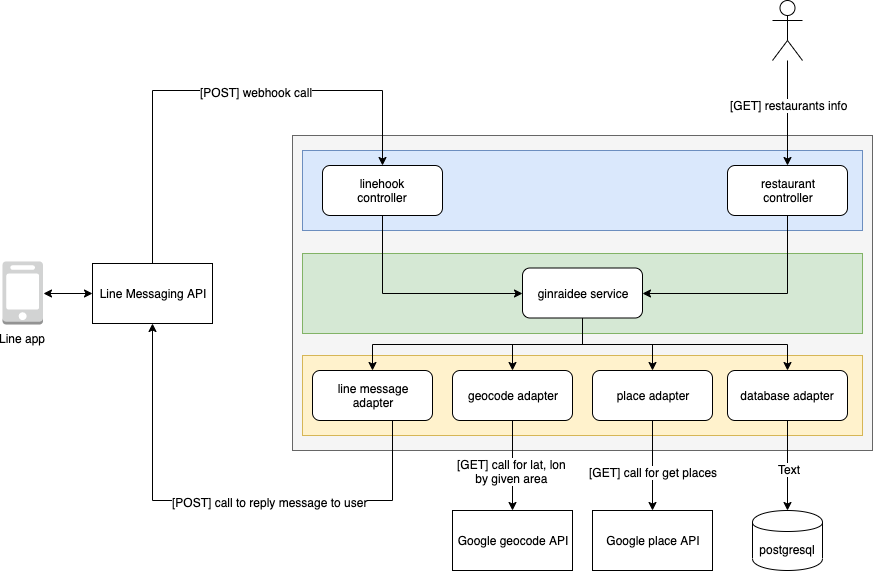 [POST] webhook call
[GET] restaurants info
linehook
controller
restaurant
controller
Line Messaging API
ginraidee service
Line app
line message
adapter
geocode adapter
place adapter
database adapter
[GET] call for lat, lon
by given area
[GET] call for get places
Text
[POST] call to reply message to user
Google geocode API
Google place API
postgresql